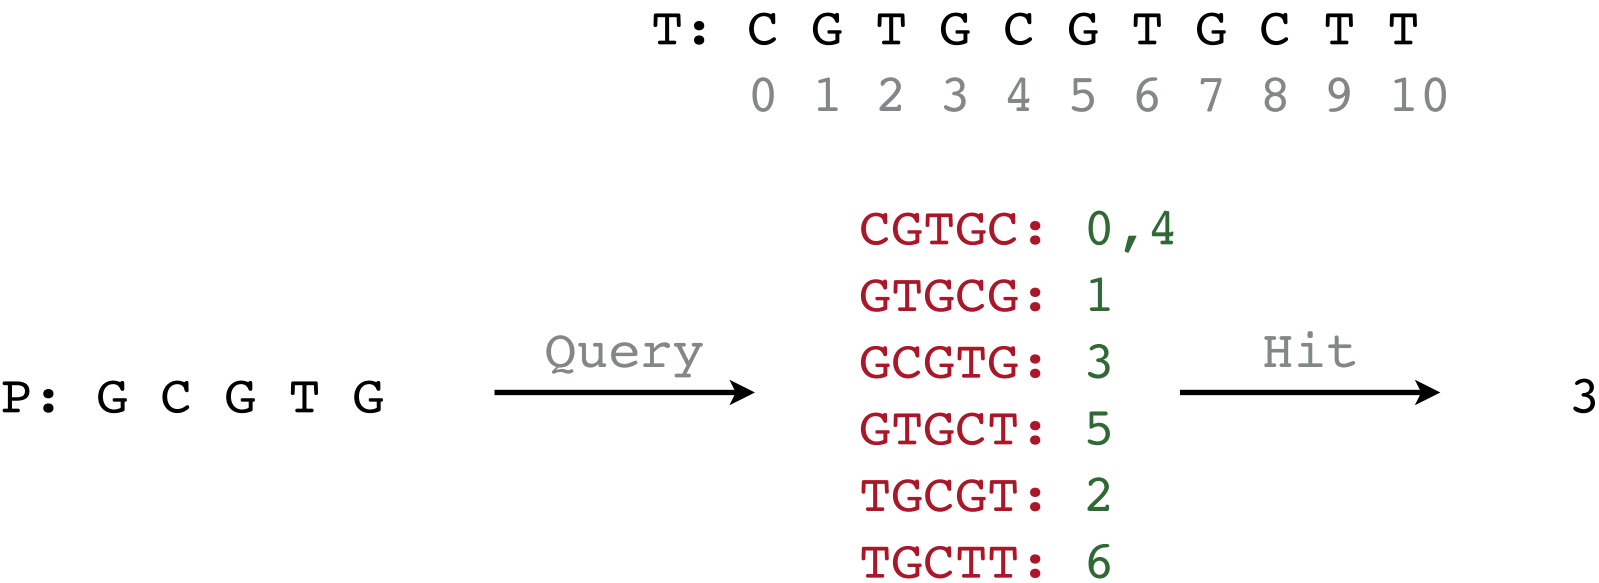 T: C G T G C G T G C T T
0 1 2 3 4 5 6 7 8 9 10
CGTGC: 0,4
GTGCG: 1
Query
GCGTG: 3
Hit
P: G C G T G
3
GTGCT: 5
TGCGT: 2
TGCTT: 6